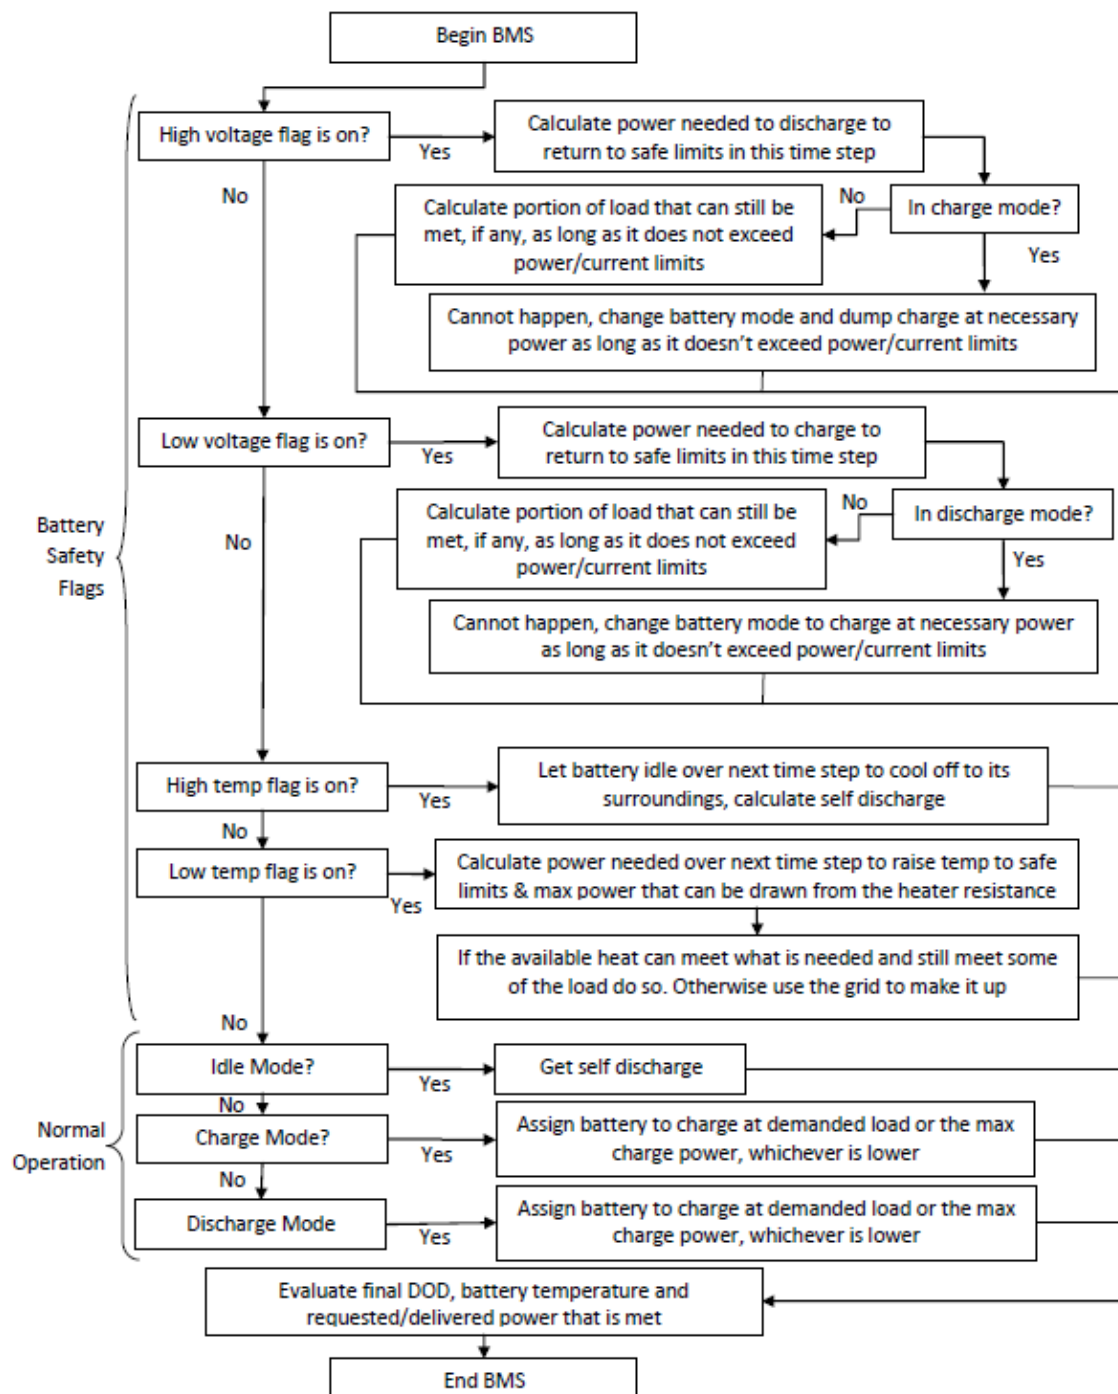 Begin BMS
High voltage flag is on?
Yes
Calculate power needed to discharge to
return to safe limits in this time step
No
In charge mode?
No
Yes
Calculate portion of load that can still be
met, if any, as long as it does not exceed
power/current limits
Cannot happen, change battery mode and dump charge at necessary
power as long as it doesn't exceed power/current limits
Low voltage flag is on?
Yes
Calculate power needed to charge to
return to safe limits in this time step
No
In discharge mode?
No
Yes
Calculate portion of load that can still be
met, if any, as long as it does not exceed
power/current limits
Cannot happen, change battery mode to charge at necessary power
as long as it doesn't exceed power/current limits
Battery
Safety
Flags
High temp flag is on?
Yes
Let battery idle over next time step to cool off to its
surroundings, calculate self discharge
No
Low temp flag is on?
Yes
Calculate power needed over next time step to raise temp to safe
limits & max power that can be drawn from the heater resistance
If the available heat can meet what is needed and still meet some
of the load do so. Otherwise use the grid to make it up
No
Idle Mode?
Yes
Get self discharge
No
Normal
Operation
Charge Mode?
Yes
Assign battery to charge at demanded load or the max
charge power, whichever is lower
No
Discharge Mode
Yes
Assign battery to charge at demanded load or the max
charge power, whichever is lower
Evaluate final DOD, battery temperature and
requested/delivered power that is met
End BMS